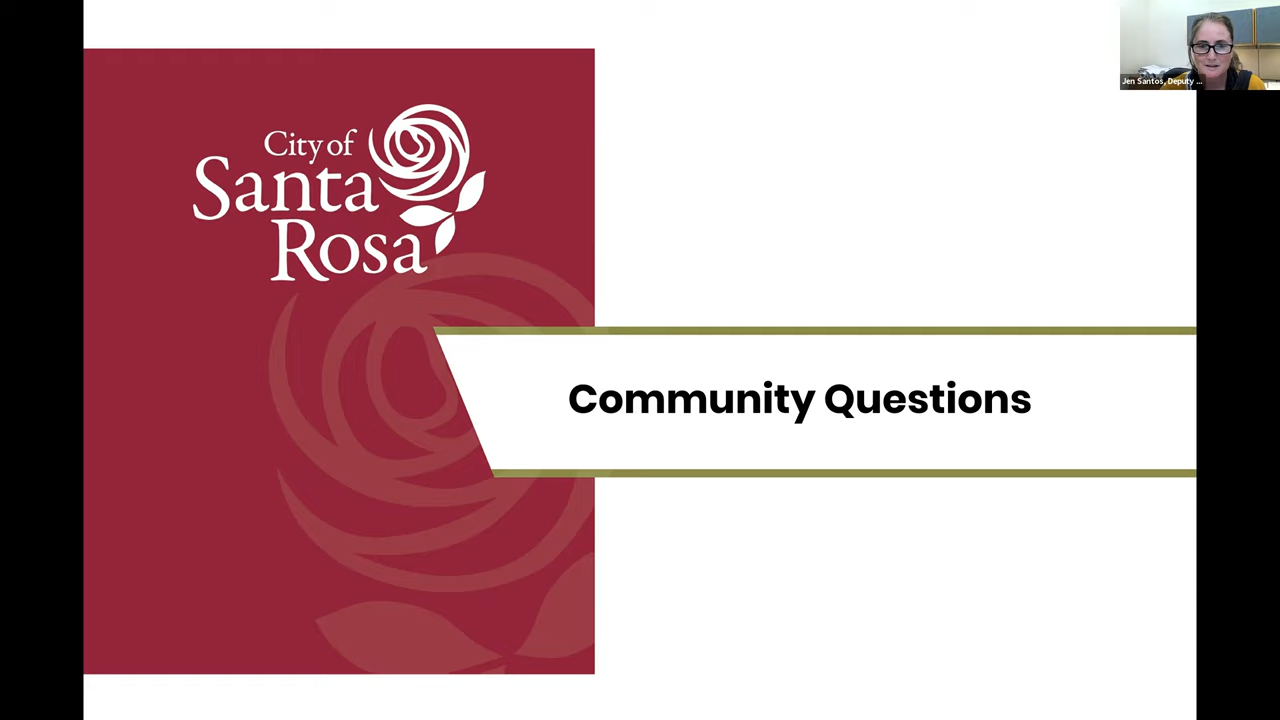 City of
Santa
Rosa
Community Questions
Jen Santos, Deputy ...